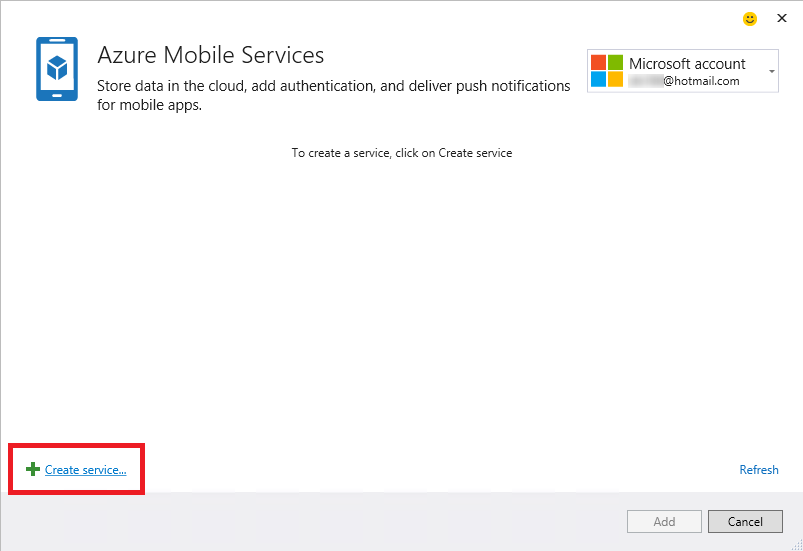 Azure Mobile Services
Store data in the cloud, add authentication, and deliver push notifications
for mobile apps.
Microsoft account
@hotmail.com
To create a service, click on Create service
Create service...
Refresh
Add
Cancel